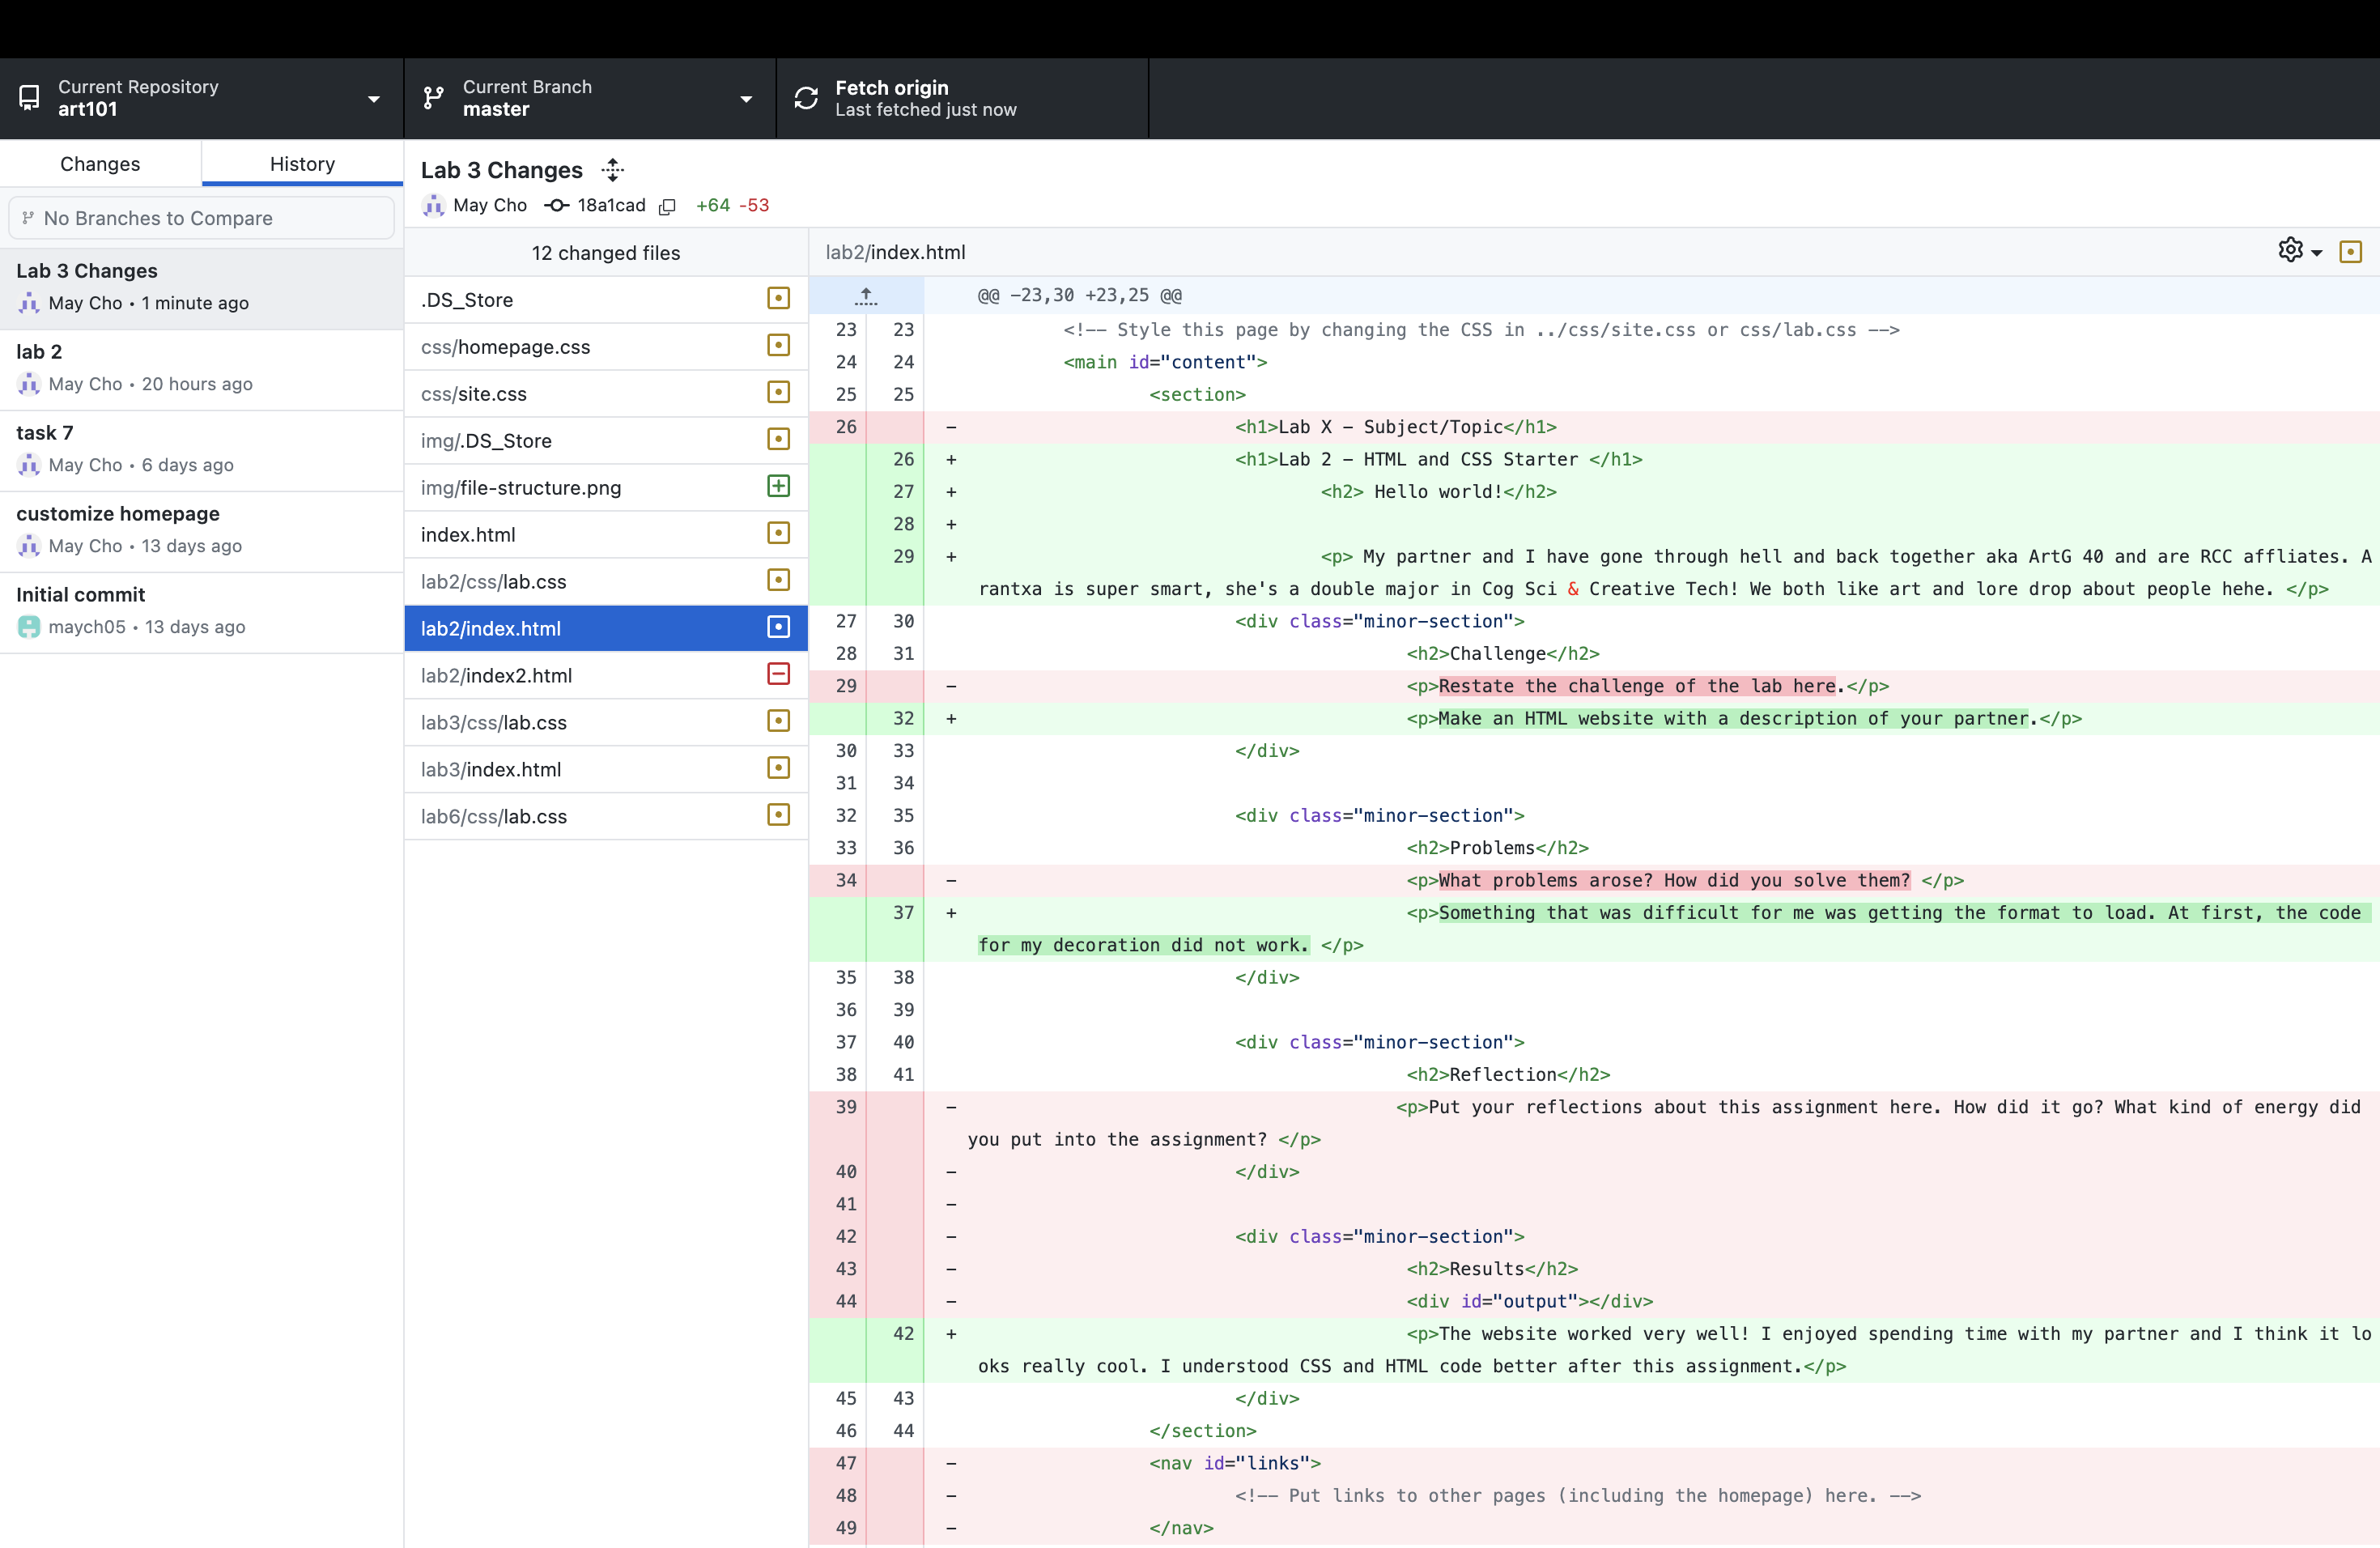 Current Repository
art101
Current Branch
master
Fetch origin
Last fetched just now
Changes
History
No Branches to Compare
Lab 3 Changes
May Cho • 1 minute ago
lab 2
May Cho • 20 hours ago
task 7
May Cho • 6 days ago
customize homepage
May Cho • 13 days ago
Initial commit
maych05 • 13 days ago
Lab 3 Changes
May Cho 18a1cad +64 -53
12 changed files
.DS_Store
css/homepage.css
css/site.css
img/.DS_Store
img/file-structure.png
index.html
lab2/css/lab.css
lab2/index.html
lab2/index2.html
lab3/css/lab.css
lab3/index.html
lab6/css/lab.css
lab2/index.html
@@ -23,30 +23,25 @@
23 23 <!-- Style this page by changing the CSS in ../css/site.css or css/lab.css -->
24 24 <main id="content">
25 25 <section>
26 - <h1>Lab X - Subject/Topic</h1>
26 + <h1>Lab 2 - HTML and CSS Starter </h1>
27 + <h2> Hello world!</h2>
28 +
29 + <p> My partner and I have gone through hell and back together aka ArtG 40 and are RCC affliates. A
rantxa is super smart, she's a double major in Cog Sci & Creative Tech! We both like art and lore drop about people hehe. </p>
27 30 <div class="minor-section">
28 31 <h2>Challenge</h2>
29 - <p>Restate the challenge of the lab here.</p>
32 + <p>Make an HTML website with a description of your partner.</p>
30 33 </div>
31 34
32 35 <div class="minor-section">
33 36 <h2>Problems</h2>
34 - <p>What problems arose? How did you solve them? </p>
37 + <p>Something that was difficult for me was getting the format to load. At first, the code
for my decoration did not work. </p>
35 38 </div>
36 39
37 40 <div class="minor-section">
38 41 <h2>Reflection</h2>
39 - <p>Put your reflections about this assignment here. How did it go? What kind of energy did
you put into the assignment? </p>
40 - </div>
41 -
42 - <div class="minor-section">
43 - <h2>Results</h2>
44 - <div id="output"></div>
42 + <p>The website worked very well! I enjoyed spending time with my partner and I think it lo
oks really cool. I understood CSS and HTML code better after this assignment.</p>
45 43 </div>
46 44 </section>
47 - <nav id="links">
48 - <!-- Put links to other pages (including the homepage) here. -->
49 - </nav>